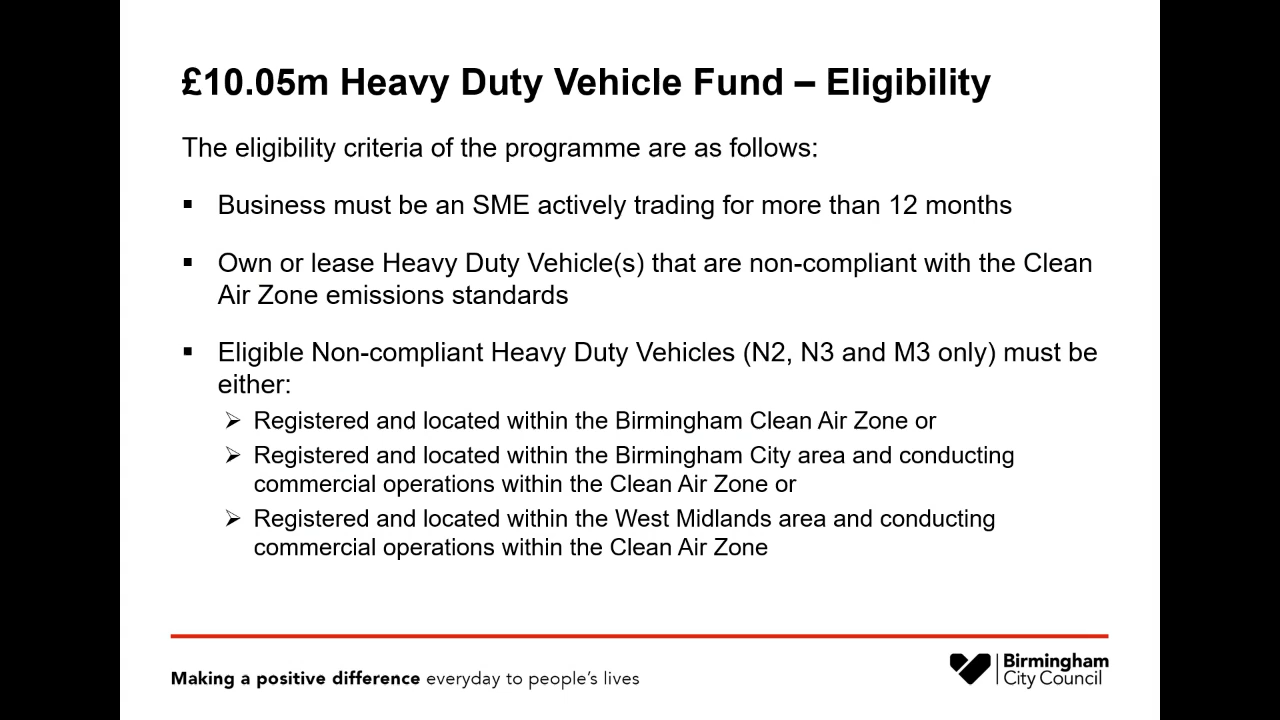 £10.05m Heavy Duty Vehicle Fund – Eligibility
The eligibility criteria of the programme are as follows:
▪ Business must be an SME actively trading for more than 12 months
▪ Own or lease Heavy Duty Vehicle(s) that are non-compliant with the Clean
Air Zone emissions standards
▪ Eligible Non-compliant Heavy Duty Vehicles (N2, N3 and M3 only) must be
either:
➢ Registered and located within the Birmingham Clean Air Zone or
➢ Registered and located within the Birmingham City area and conducting
commercial operations within the Clean Air Zone or
➢ Registered and located within the West Midlands area and conducting
commercial operations within the Clean Air Zone
Making a positive difference everyday to people's lives
Birmingham
City Council